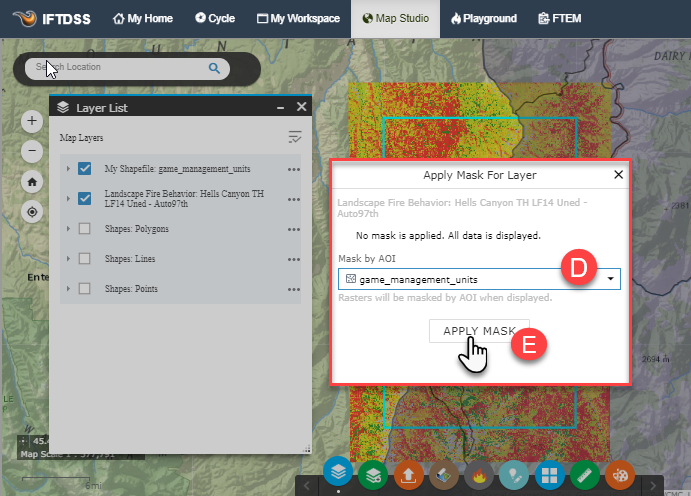 IFTDSS My Home Cycle My Workspace Map Studio Playground FTEM
Search Location
DAIRY
Layer List
Map Layers
My Shapefile: game_management_units
Landscape Fire Behavior: Hells Canyon TH
LF14 Uned - Auto97th
Shapes: Polygons
Shapes: Lines
Shapes: Points
Ente
Apply Mask For Layer
Landscape Fire Behavior: Hells Canyon TH LF14 Uned -
Auto97th
No mask is applied. All data is displayed.
Mask by AOI
D
game_management_units
Rasters will be masked by AOI when displayed.
APPLY MASK
E
2694 m
45.4
Map Scale 1 : 577,791
6mi